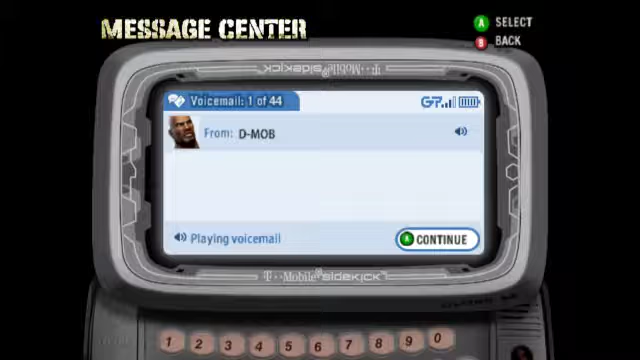 MESSAGE CENTER
A SELECT
B BACK
T··Mobile® sidekick
Voicemail: 1 of 44
GPRS
From: D-MOB
Playing voicemail
A CONTINUE
T··Mobile® sidekick
1 2 3 4 5 6 7 8 9 0